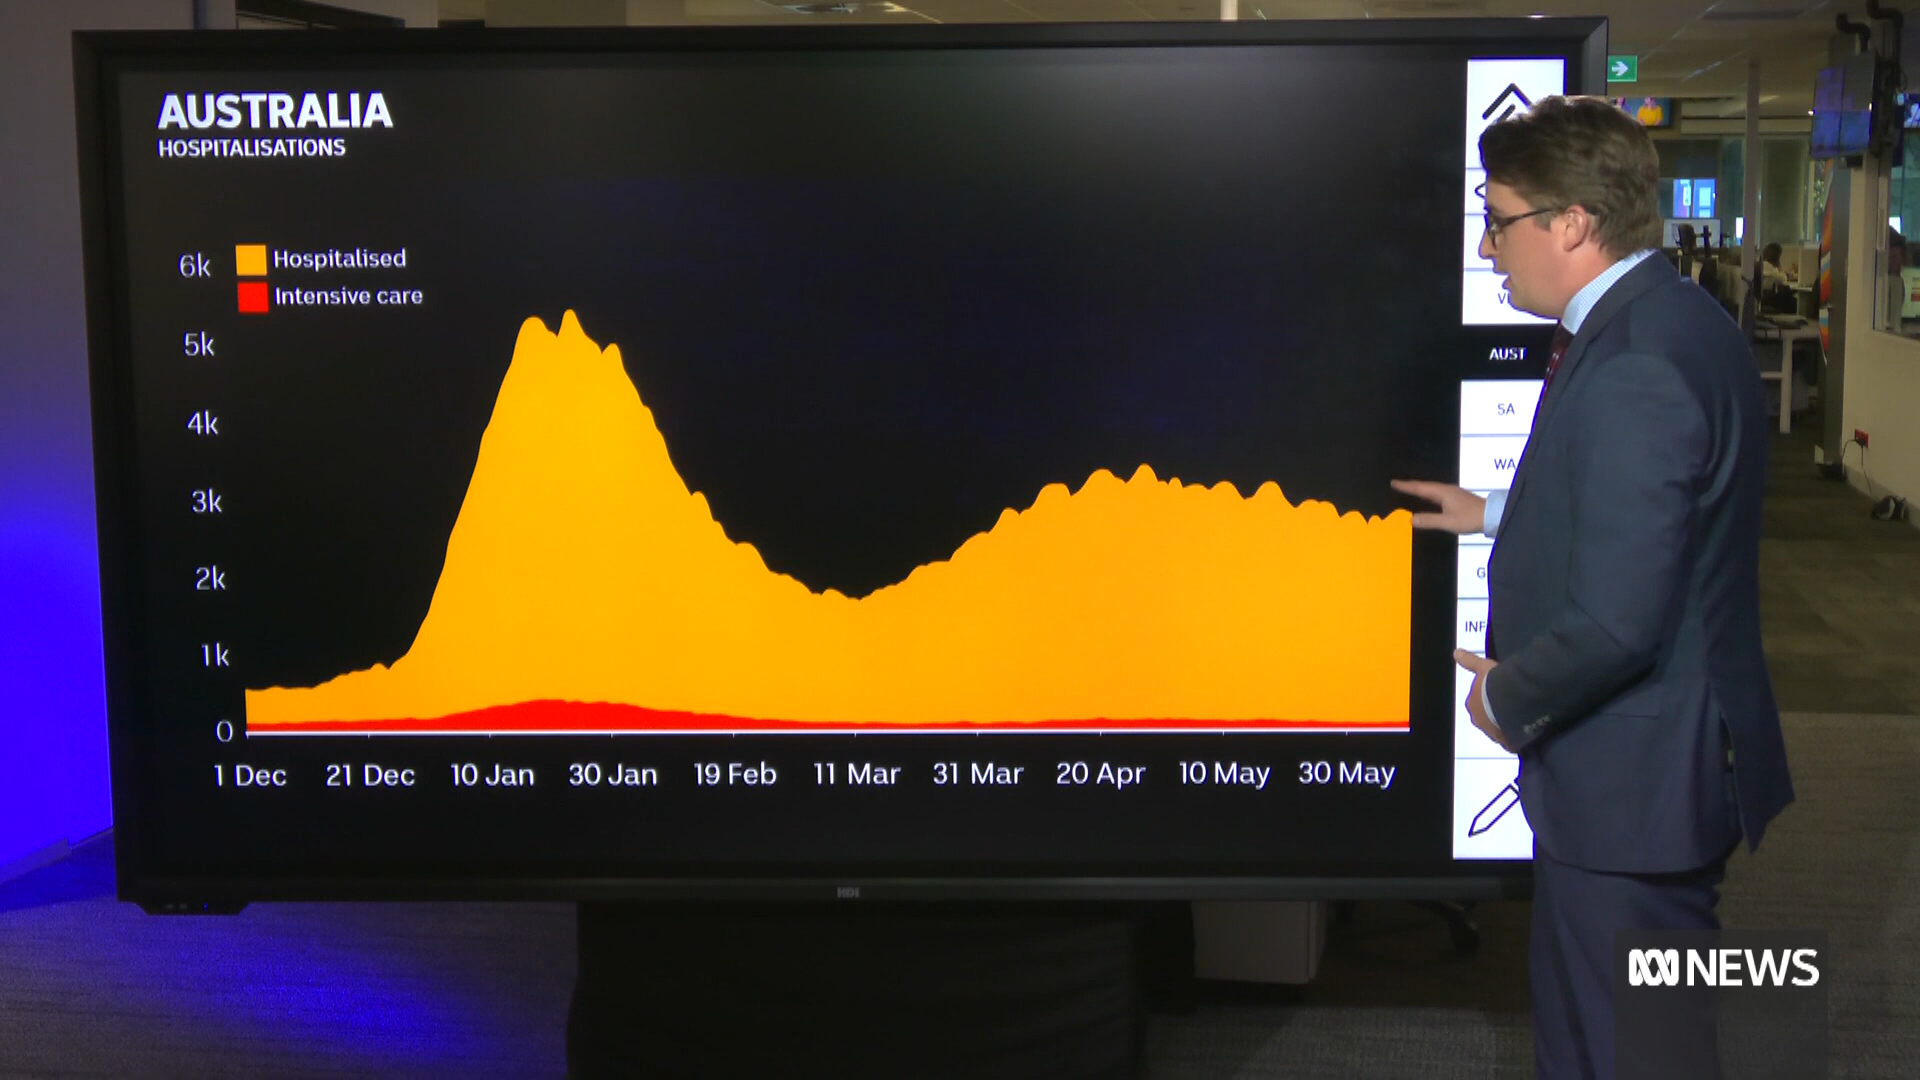 AUSTRALIA
HOSPITALISATIONS
Hospitalised
Intensive care
6k
5k
4k
3k
2k
1k
0
1 Dec
21 Dec
10 Jan
30 Jan
19 Feb
11 Mar
31 Mar
20 Apr
10 May
30 May
AUST
SA
WA
HDi
NEWS